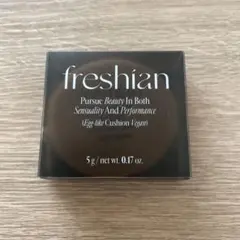 freshian
Pursue Beauty In Both
Sensuality And Performance
(Egg-like Cushion Vegan)
5 g / net wt. 0.17 oz.